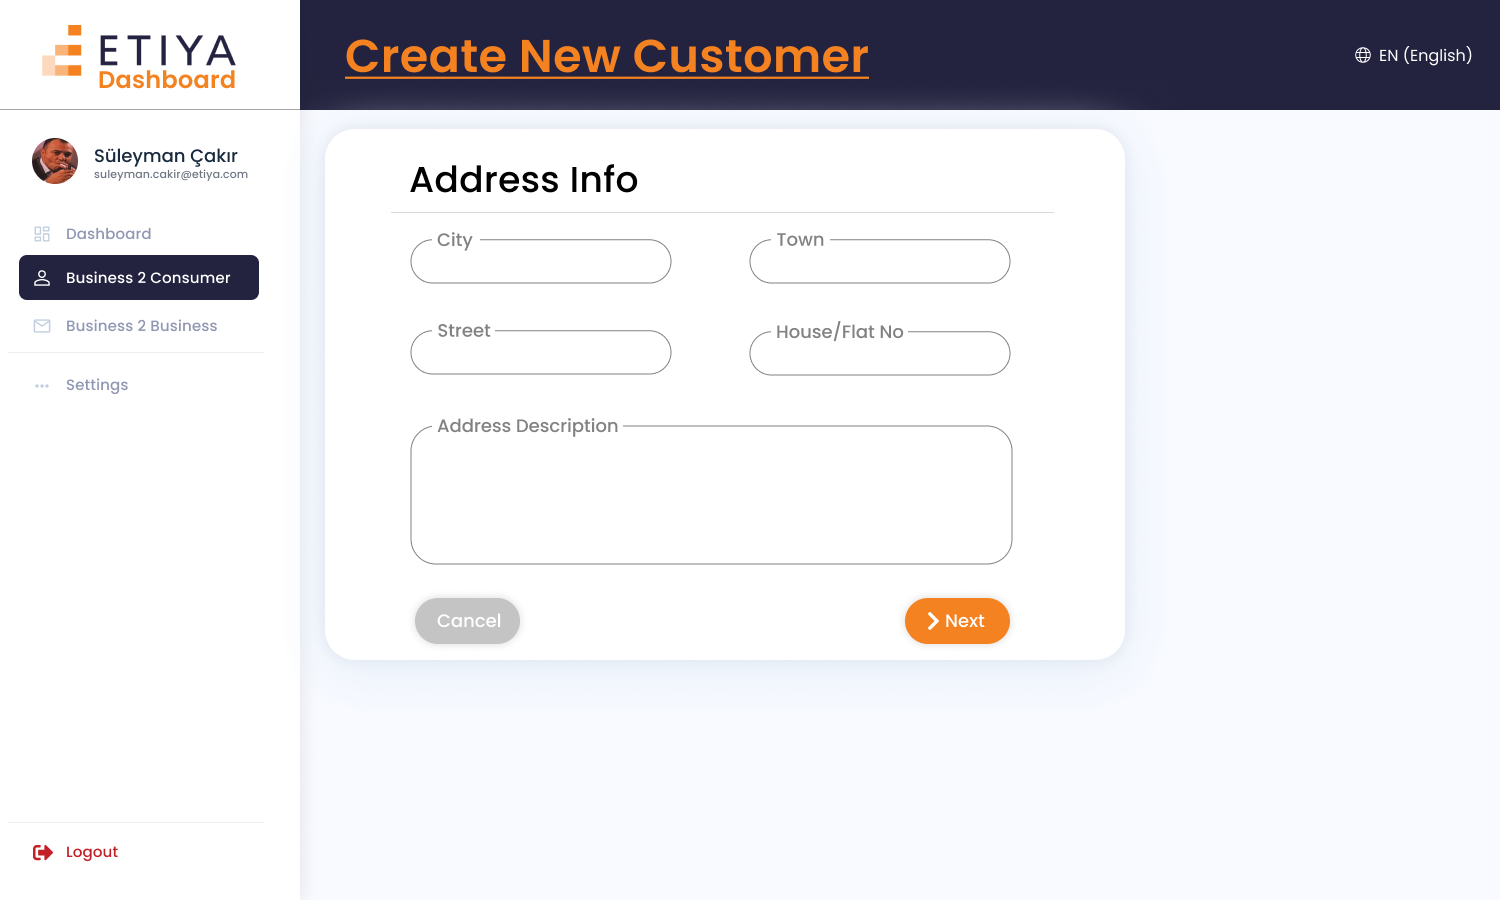 ETIYA
Dashboard
Create New Customer
EN (English)
Süleyman Çakır
suleyman.cakir@etiya.com
Dashboard
Business 2 Consumer
Business 2 Business
Settings
Logout
Address Info
City
Town
Street
House/Flat No
Address Description
Cancel
Next